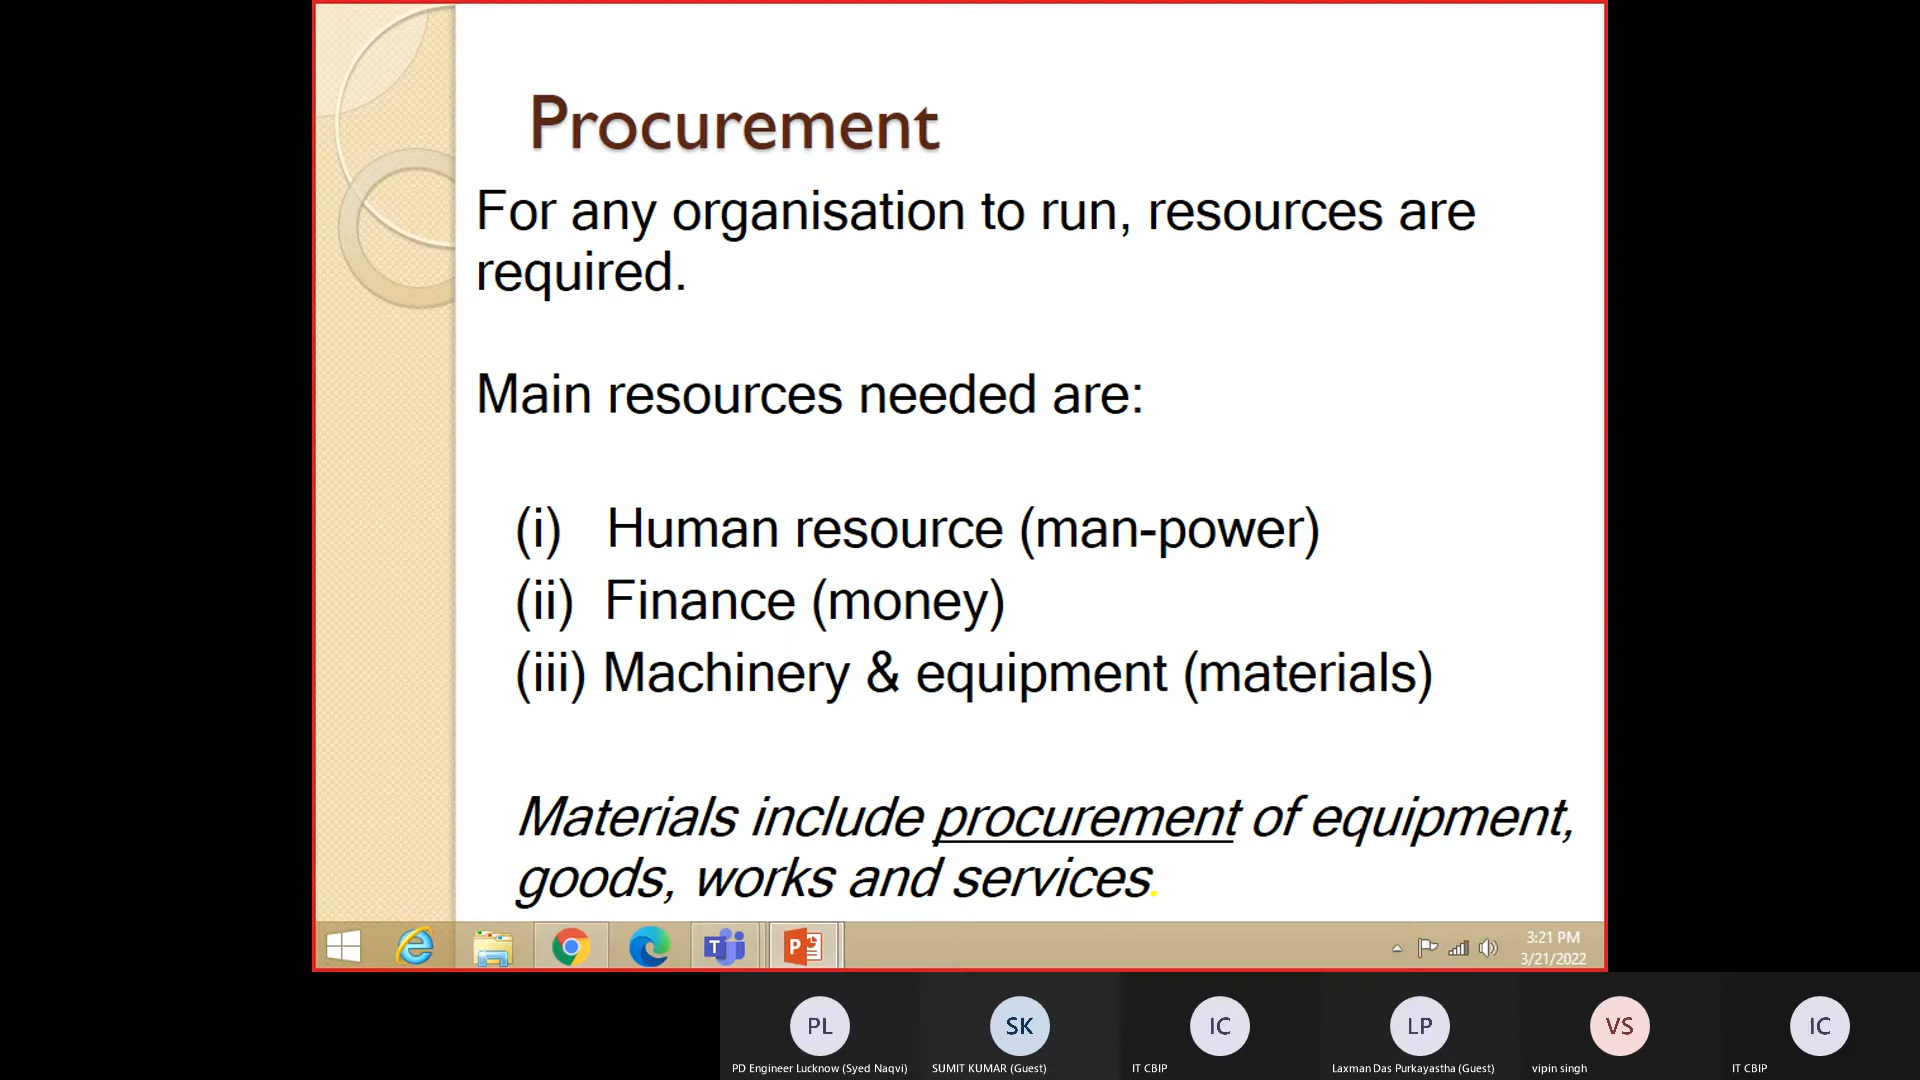 Procurement
For any organisation to run, resources are
required.
Main resources needed are:
(i) Human resource (man-power)
(ii) Finance (money)
(iii) Machinery & equipment (materials)
Materials include procurement of equipment,
goods, works and services.
3:21 PM
3/21/2022
PL
SK
IC
LP
VS
IC
PD Engineer Lucknow (Syed Naqvi)
SUMIT KUMAR (Guest)
IT CBIP
Laxman Das Purkayastha (Guest)
vipin singh
IT CBIP